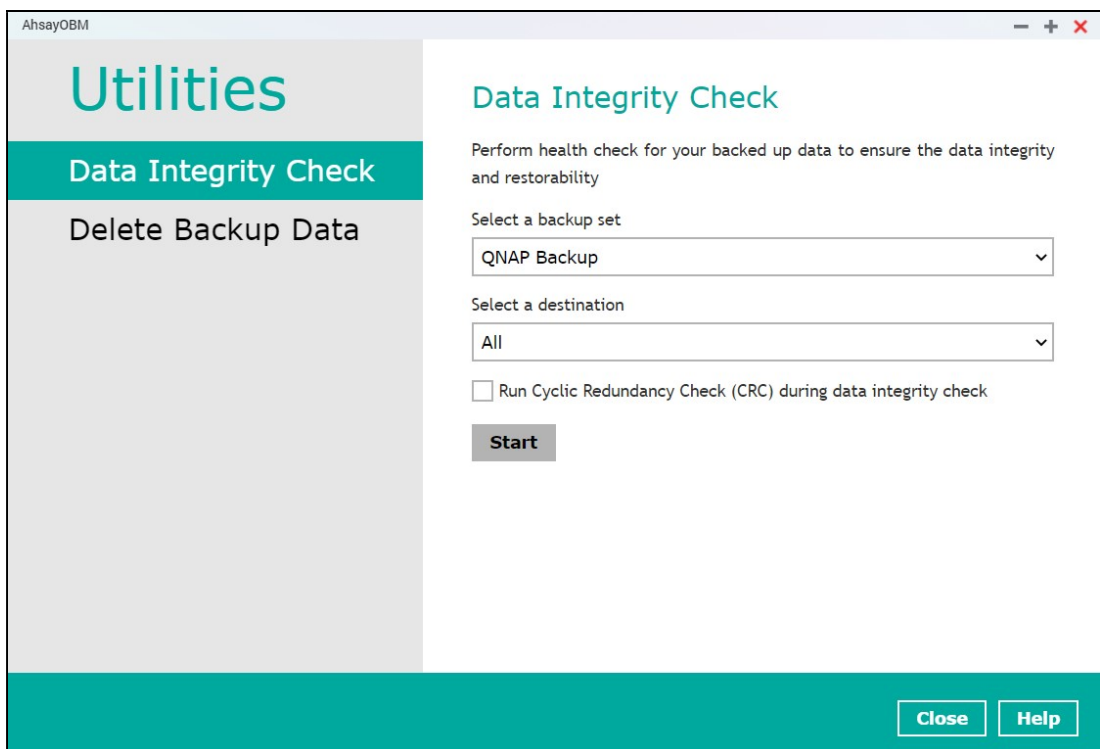 AhsayOBM
Utilities
Data Integrity Check
Delete Backup Data
Data Integrity Check
Perform health check for your backed up data to ensure the data integrity
and restorability
Select a backup set
QNAP Backup
Select a destination
All
Run Cyclic Redundancy Check (CRC) during data integrity check
Start
Close
Help